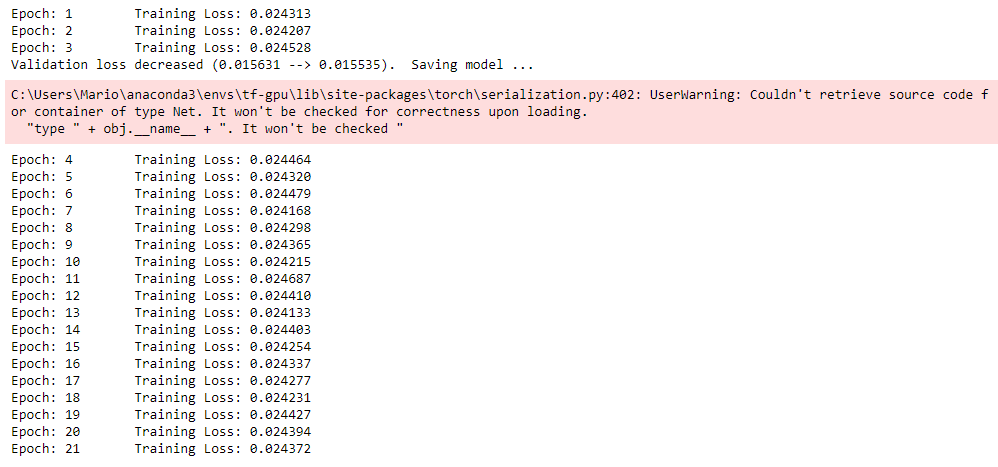 Epoch: 1 Training Loss: 0.024313
Epoch: 2 Training Loss: 0.024207
Epoch: 3 Training Loss: 0.024528
Validation loss decreased (0.015631 --> 0.015535).  Saving model ...
C:\Users\Mario\anaconda3\envs\tf-gpu\lib\site-packages\torch\serialization.py:402: UserWarning: Couldn't retrieve source code f
or container of type Net. It won't be checked for correctness upon loading.
  "type " + obj.__name__ + ". It won't be checked "
Epoch: 4 Training Loss: 0.024464
Epoch: 5 Training Loss: 0.024320
Epoch: 6 Training Loss: 0.024479
Epoch: 7 Training Loss: 0.024168
Epoch: 8 Training Loss: 0.024298
Epoch: 9 Training Loss: 0.024365
Epoch: 10 Training Loss: 0.024215
Epoch: 11 Training Loss: 0.024687
Epoch: 12 Training Loss: 0.024410
Epoch: 13 Training Loss: 0.024133
Epoch: 14 Training Loss: 0.024403
Epoch: 15 Training Loss: 0.024254
Epoch: 16 Training Loss: 0.024337
Epoch: 17 Training Loss: 0.024277
Epoch: 18 Training Loss: 0.024231
Epoch: 19 Training Loss: 0.024427
Epoch: 20 Training Loss: 0.024394
Epoch: 21 Training Loss: 0.024372